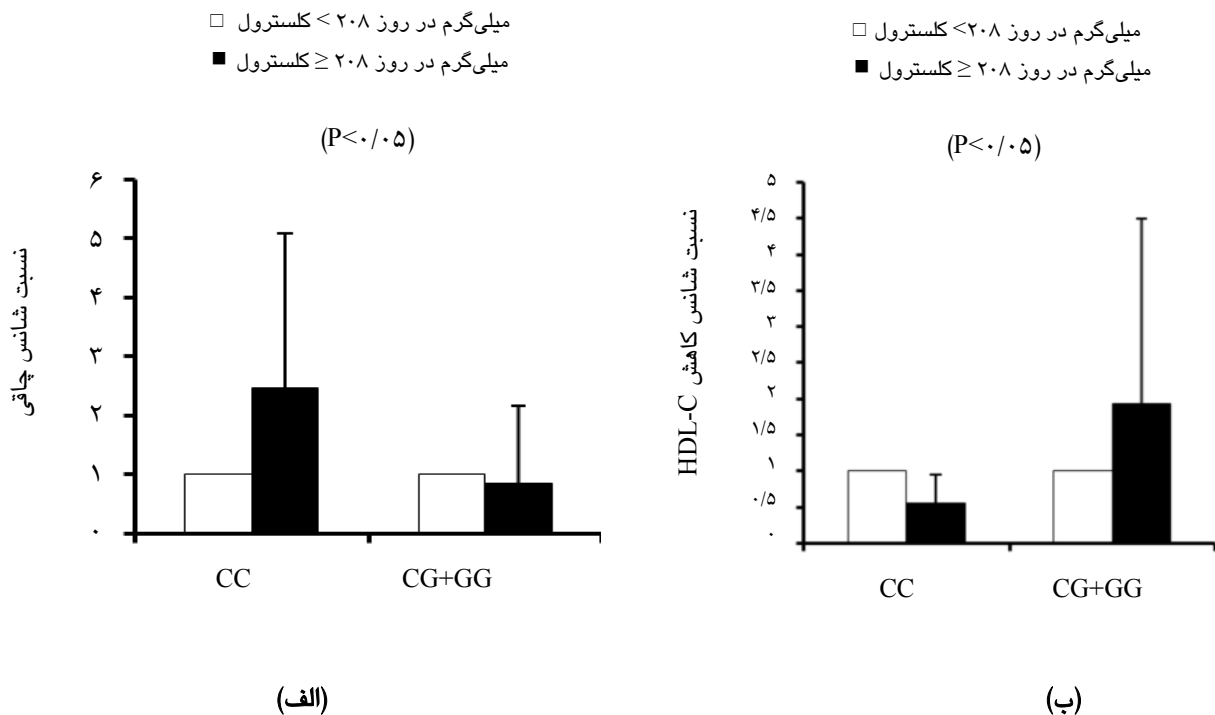 میلی‌گرم در روز ۲۰۸ > کلسترول □
میلی‌گرم در روز ۲۰۸ ≤ کلسترول ■
(P<۰/۰۵)
نسبت شانس چاقی
۶
۵
۴
۳
۲
۱
۰
CC
CG+GG
(الف)
میلی‌گرم در روز ۲۰۸> کلسترول □
میلی‌گرم در روز ۲۰۸ ≤ کلسترول ■
(P<۰/۰۵)
نسبت شانس کاهش HDL-C
۵
۴/۵
۴
۳/۵
۳
۲/۵
۲
۱/۵
۱
۰/۵
۰
CC
CG+GG
(ب)